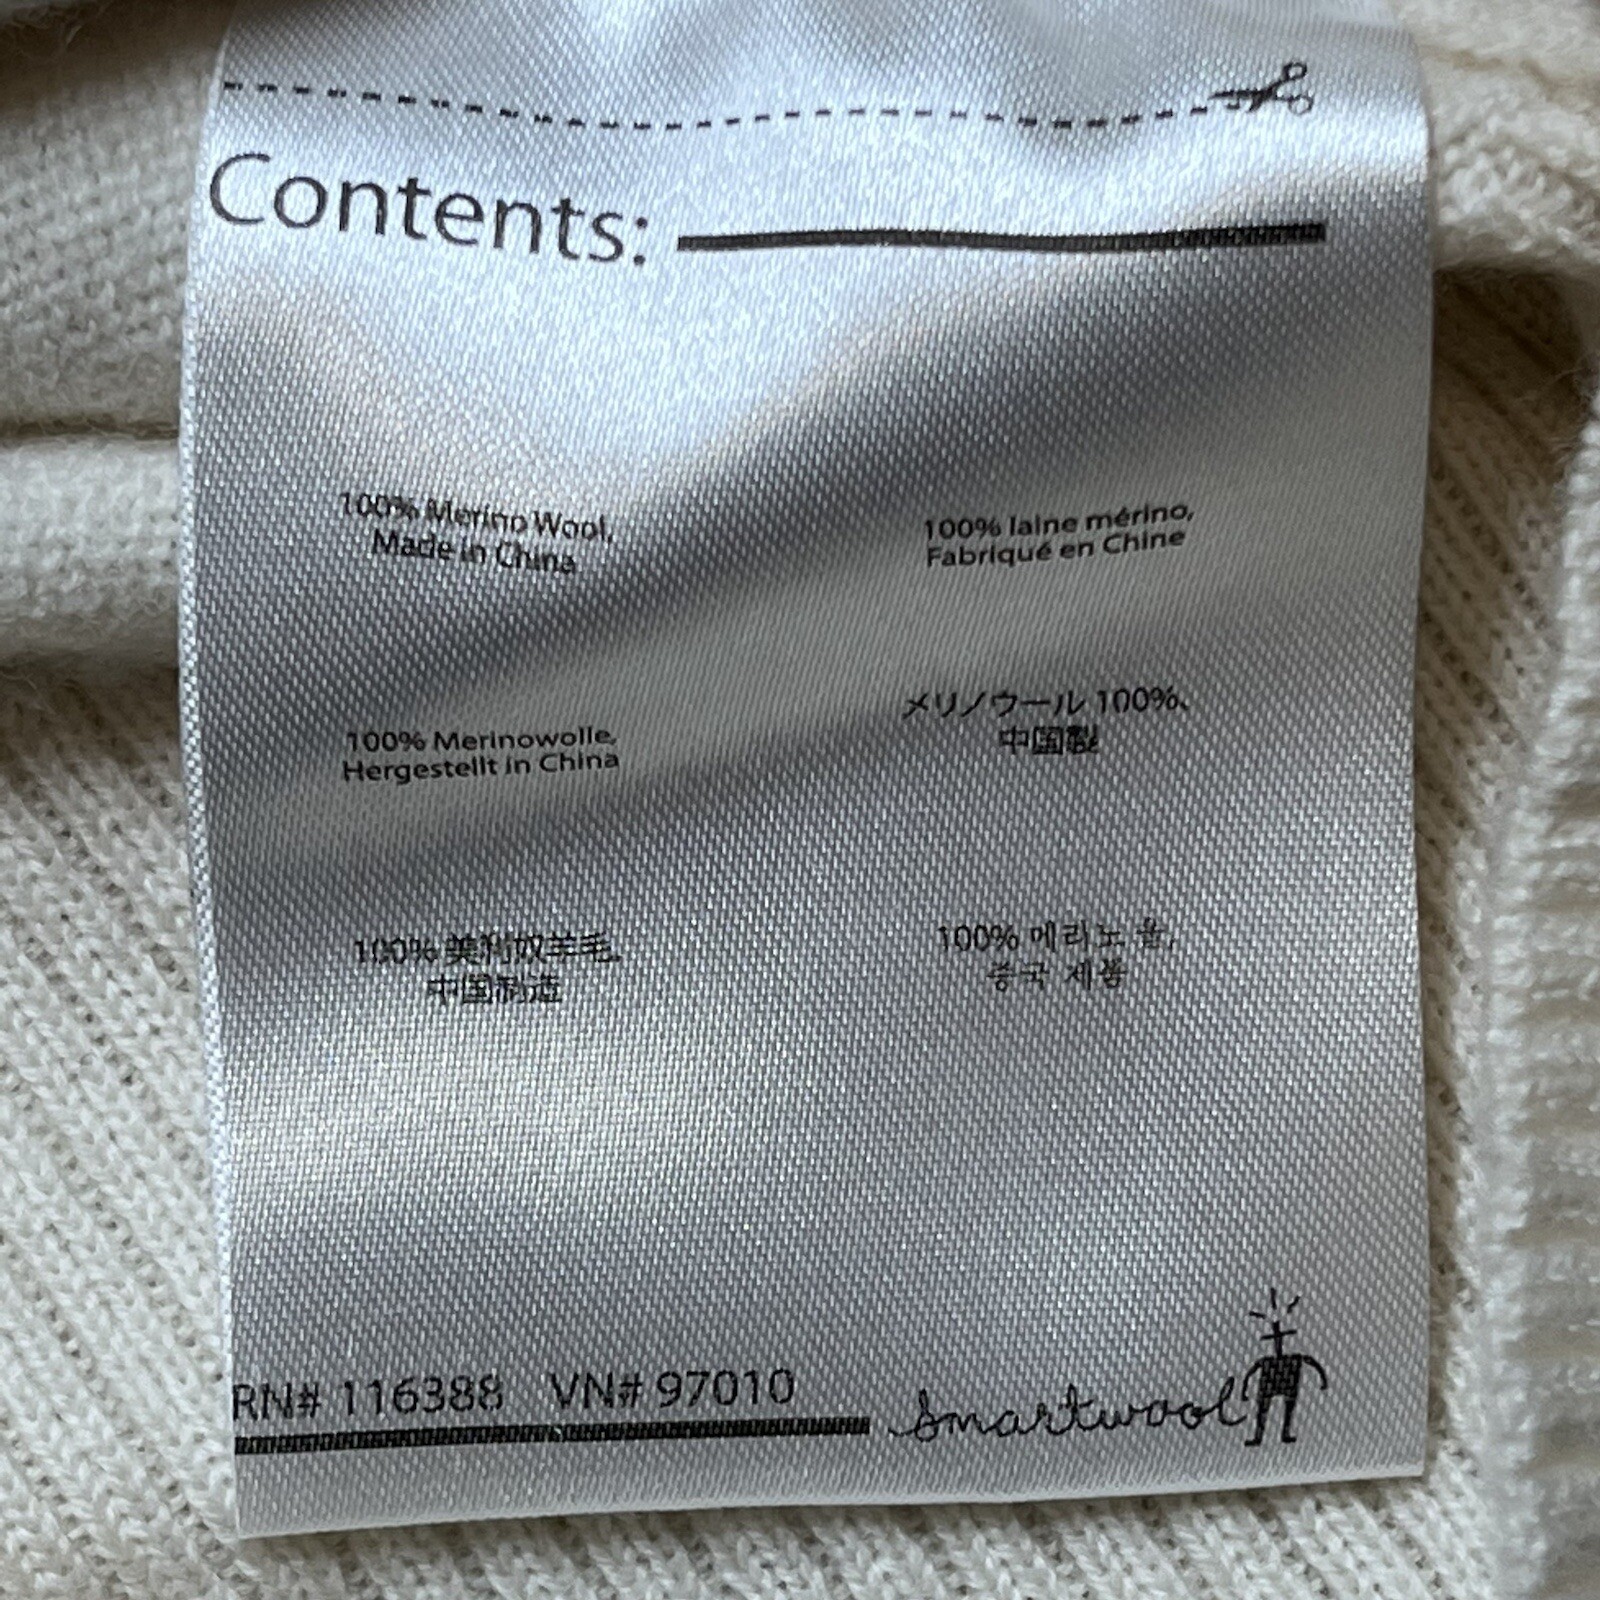 Contents:
100% Merino Wool,
Made in China
100% laine mérino,
Fabriqué en Chine
100% Merinowolle,
Hergestellt in China
メリノウール 100%、
中国製
100% 美利奴羊毛,
中国制造
100% 메리노 울,
중국 제품
RN# 116388 VN# 97010
smartwool